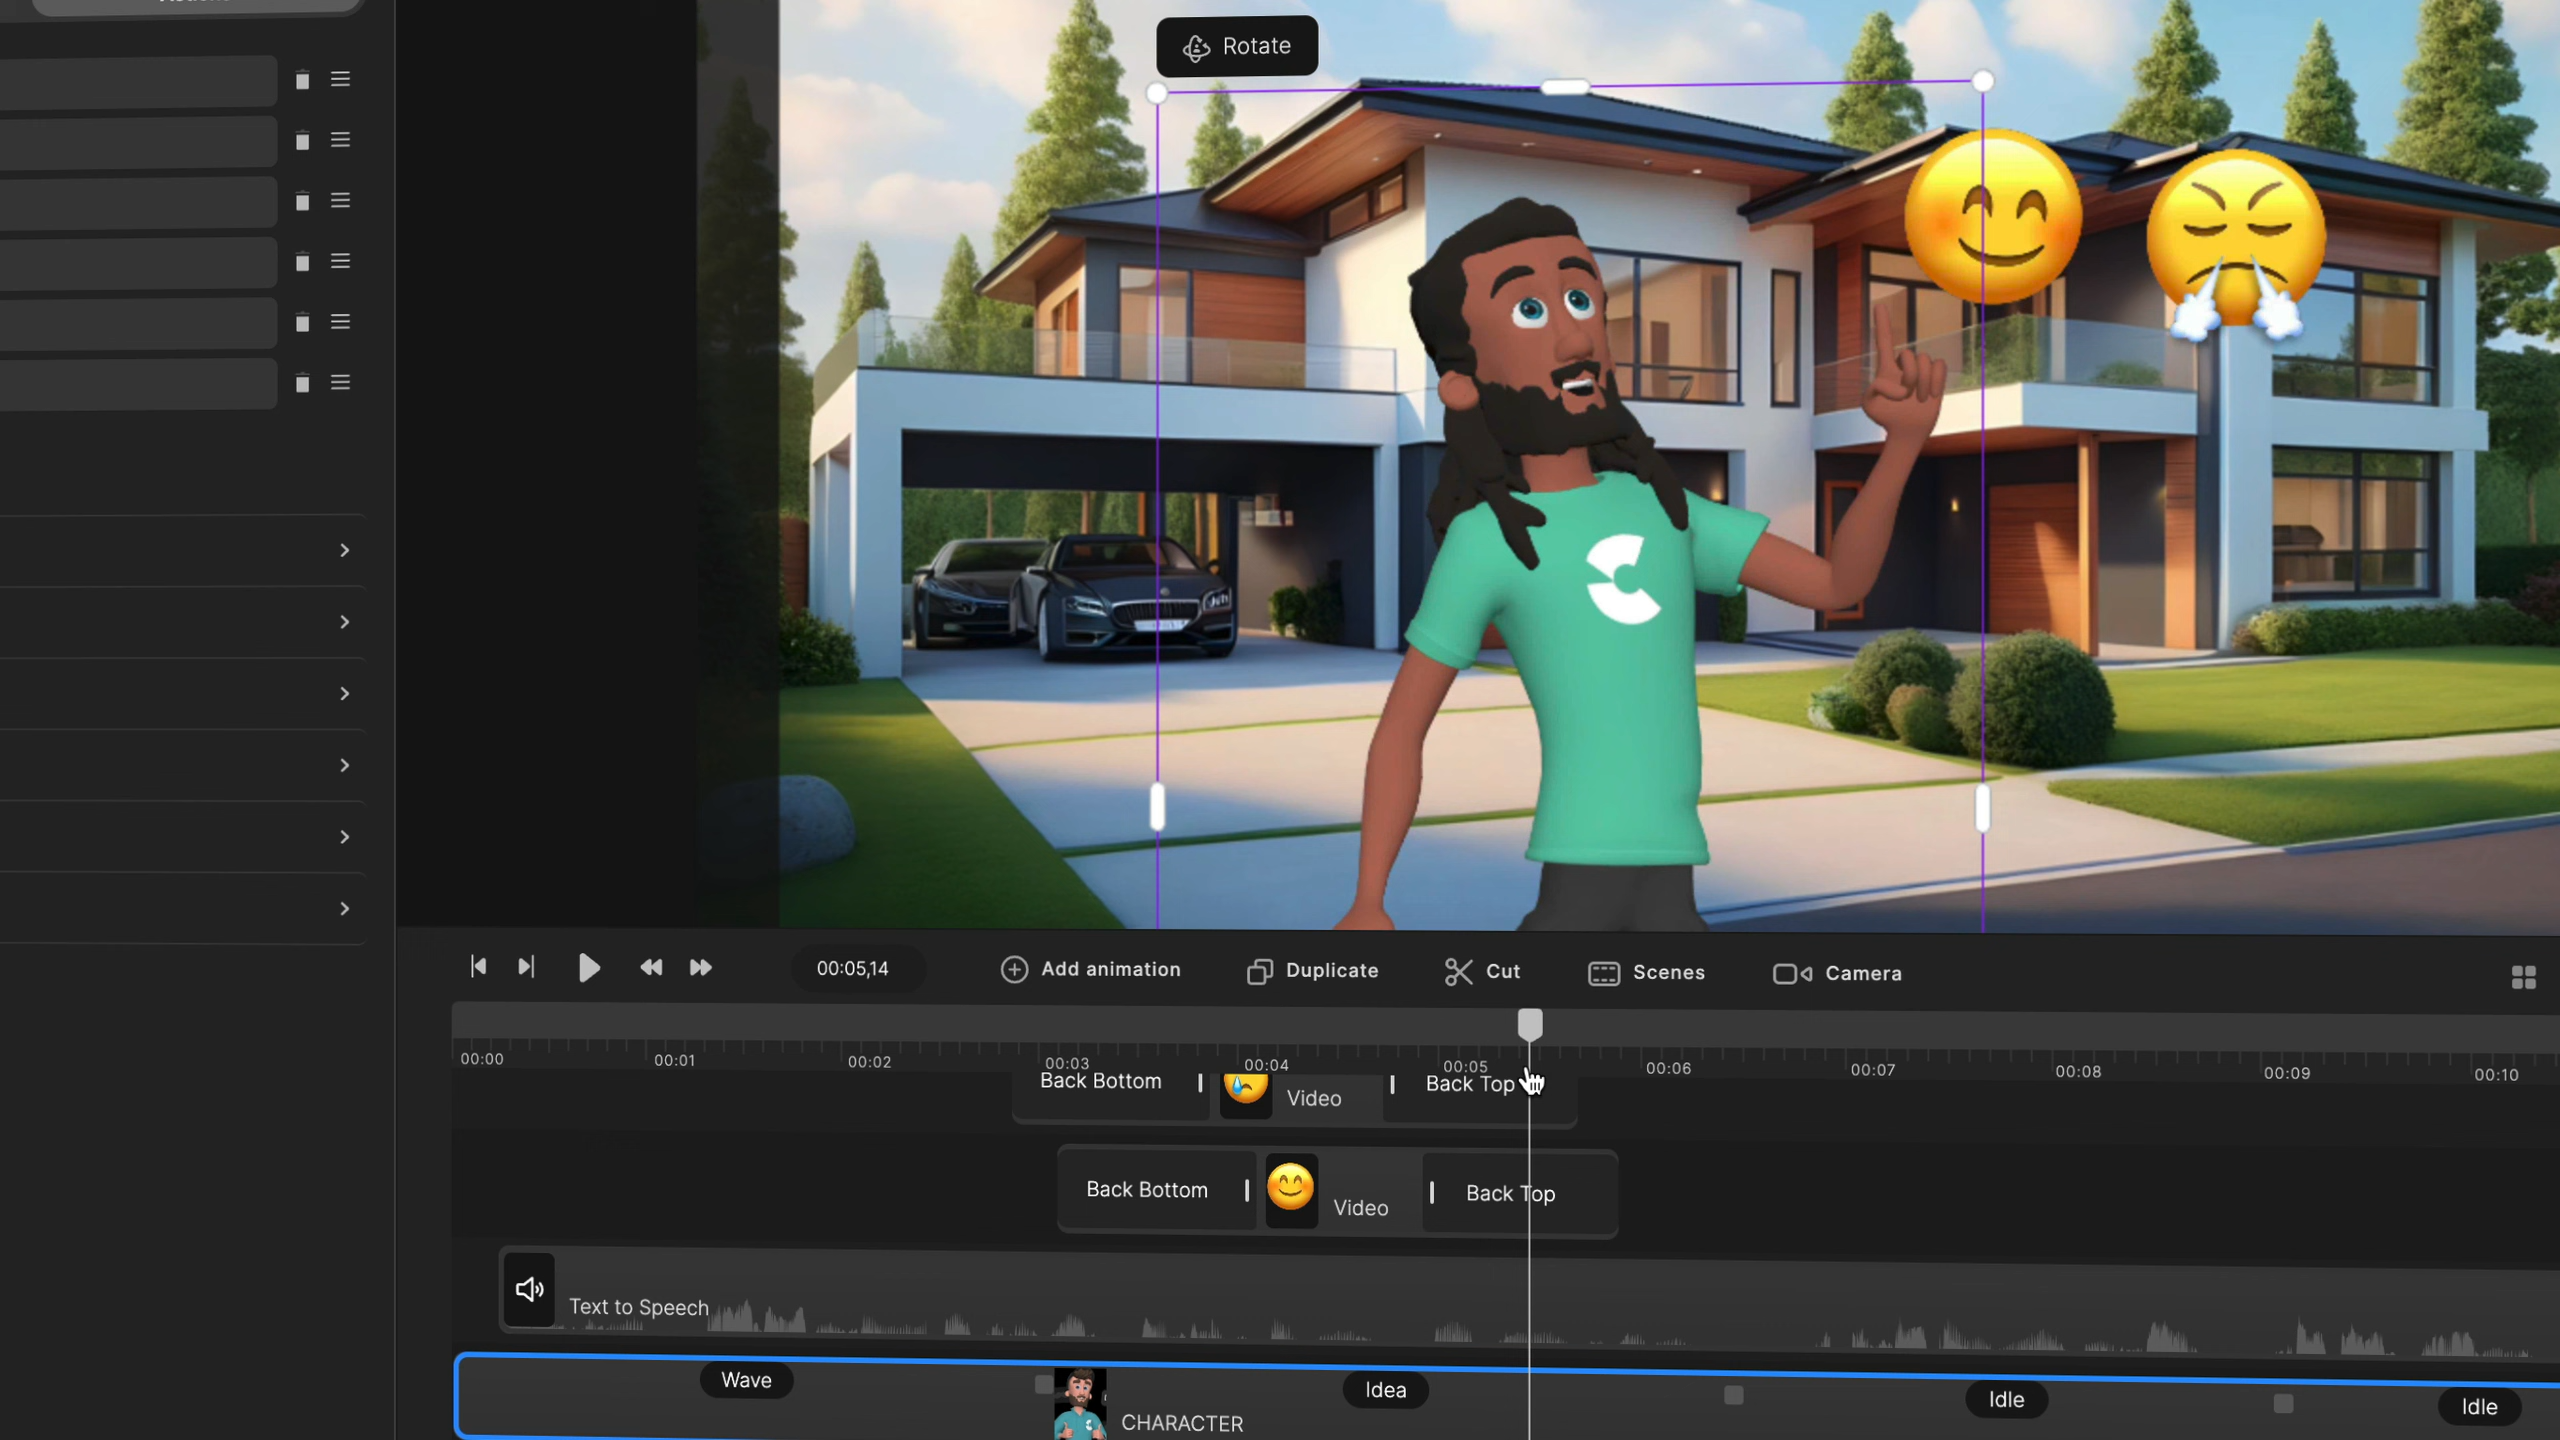 Rotate
00:05,14
Add animation
Duplicate
Cut
Scenes
Camera
00:00
00:01
00:02
00:03
00:04
00:05
00:06
00:07
00:08
00:09
00:10
Back Bottom
Video
Back Top
Back Bottom
Video
Back Top
Text to Speech
Wave
Idea
Idle
Idle
CHARACTER